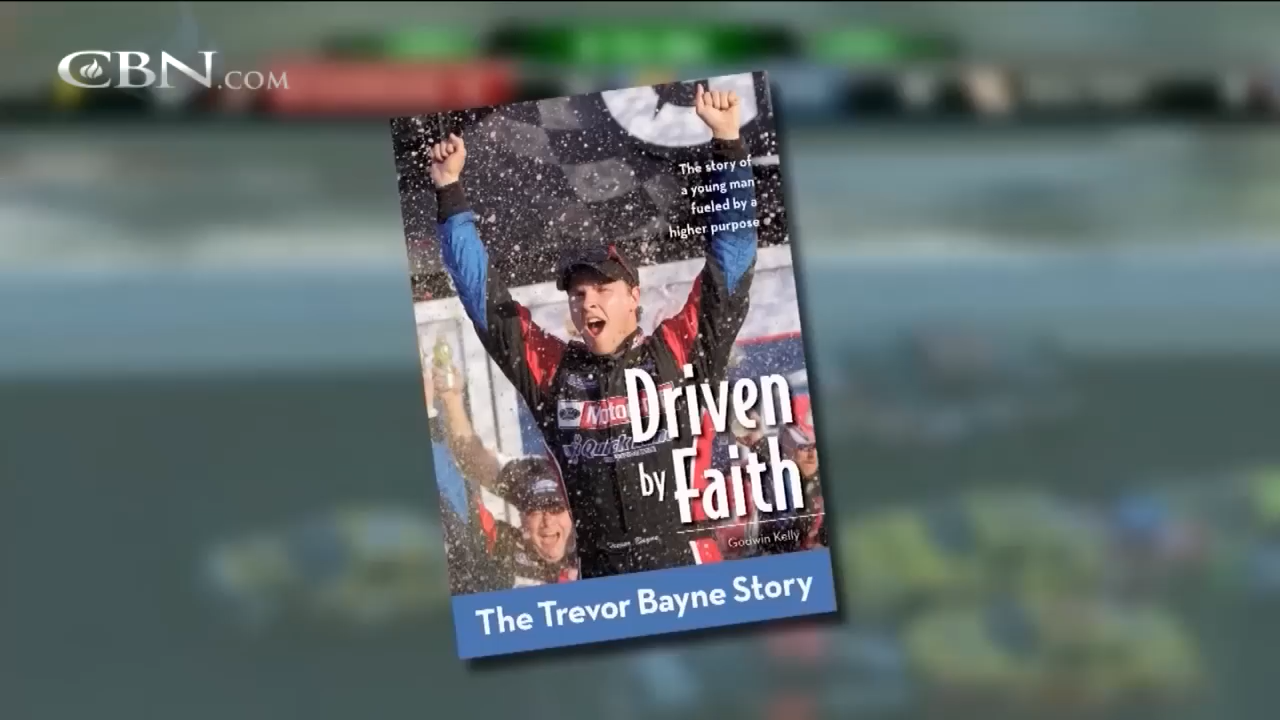 CBN.COM
The story of
a young man
fueled by a
higher purpose
Driven
by Faith
Godwin Kelly
The Trevor Bayne Story